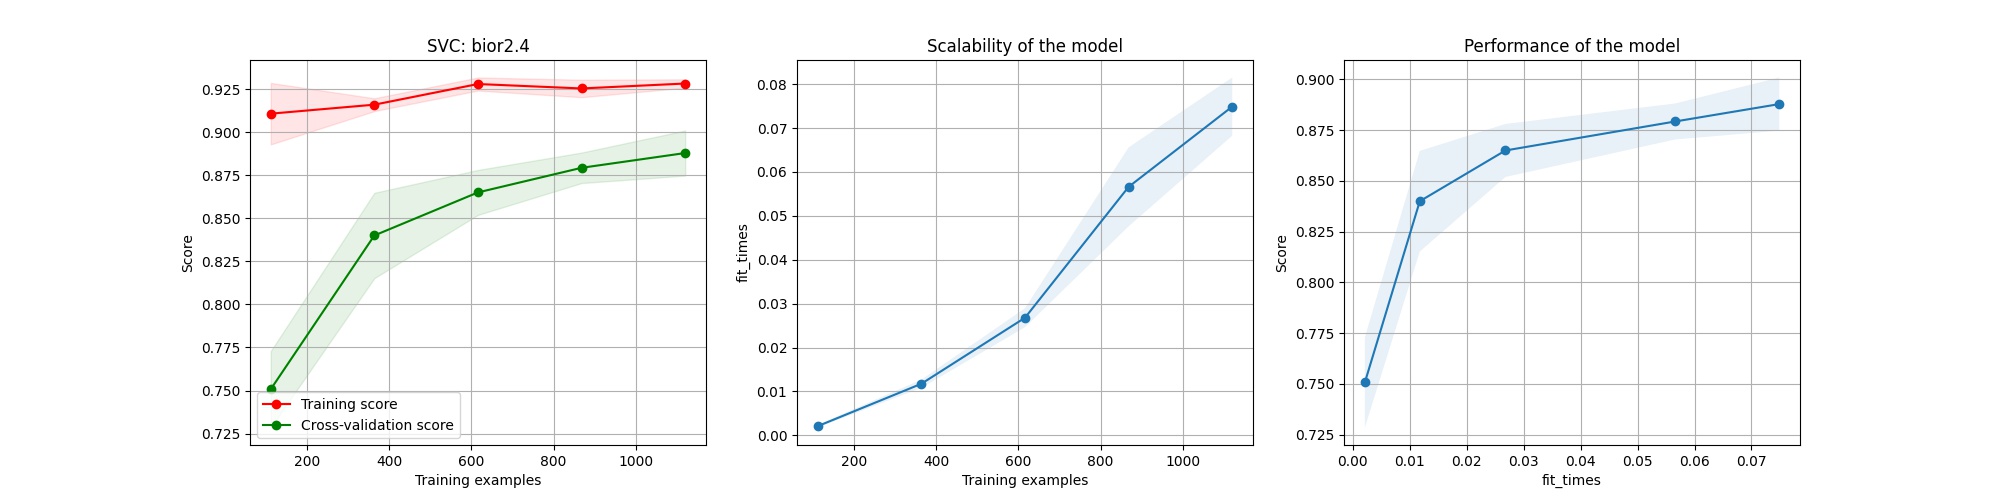 SVC: bior2.4
0.925
0.900
0.875
0.850
0.825
0.800
0.775
0.750
0.725
Score
Training score
Cross-validation score
200 400 600 800 1000
Training examples
Scalability of the model
0.08
0.07
0.06
0.05
0.04
0.03
0.02
0.01
0.00
fit_times
200 400 600 800 1000
Training examples
Performance of the model
0.900
0.875
0.850
0.825
0.800
0.775
0.750
0.725
Score
0.00 0.01 0.02 0.03 0.04 0.05 0.06 0.07
fit_times